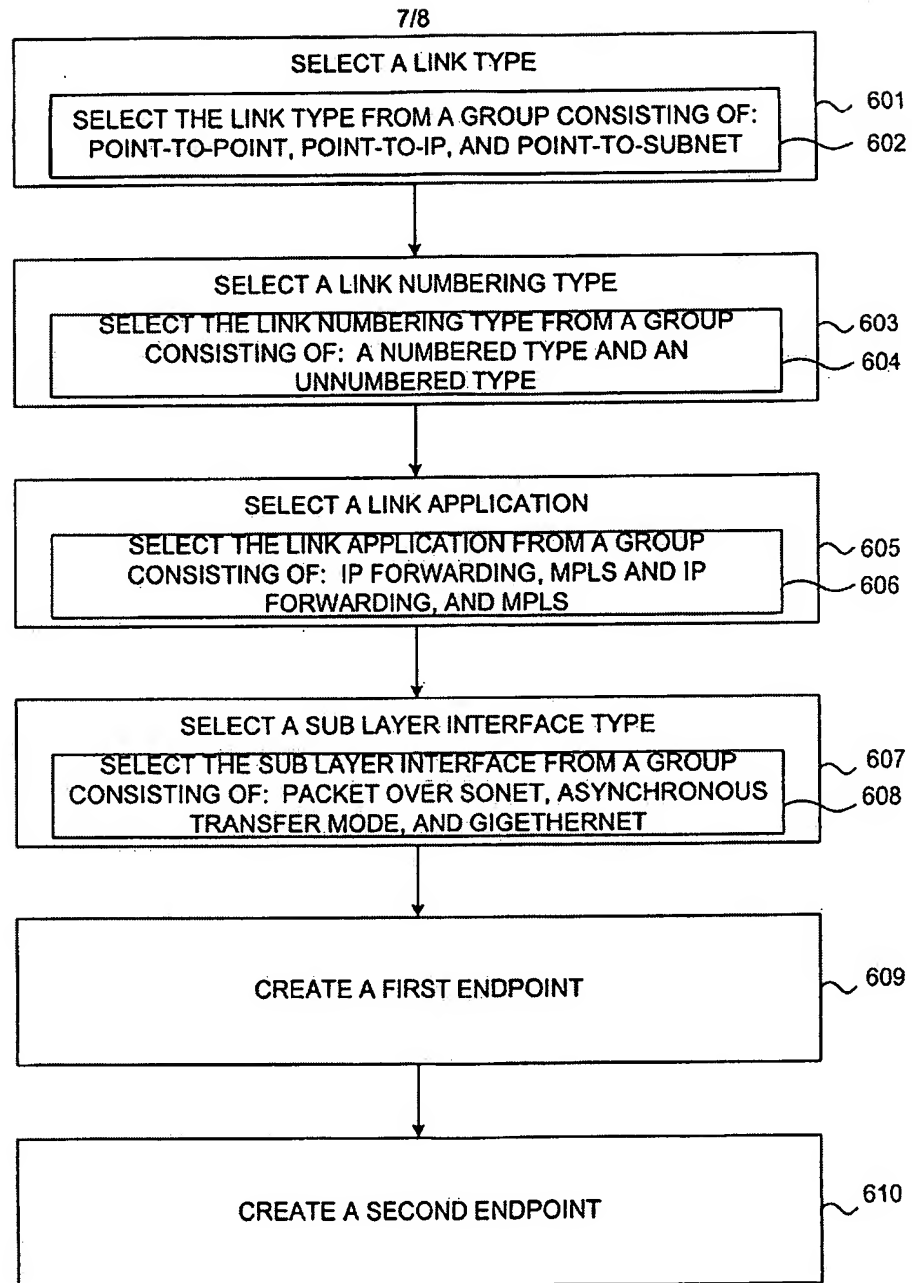 7/8
SELECT A LINK TYPE
601
SELECT THE LINK TYPE FROM A GROUP CONSISTING OF:
POINT-TO-POINT, POINT-TO-IP, AND POINT-TO-SUBNET
602
SELECT A LINK NUMBERING TYPE
603
SELECT THE LINK NUMBERING TYPE FROM A GROUP
CONSISTING OF: A NUMBERED TYPE AND AN
UNNUMBERED TYPE
604
SELECT A LINK APPLICATION
605
SELECT THE LINK APPLICATION FROM A GROUP
CONSISTING OF: IP FORWARDING, MPLS AND IP
FORWARDING, AND MPLS
606
SELECT A SUB LAYER INTERFACE TYPE
607
SELECT THE SUB LAYER INTERFACE FROM A GROUP
CONSISTING OF: PACKET OVER SONET, ASYNCHRONOUS
TRANSFER MODE, AND GIGETHERNET
608
CREATE A FIRST ENDPOINT
609
CREATE A SECOND ENDPOINT
610